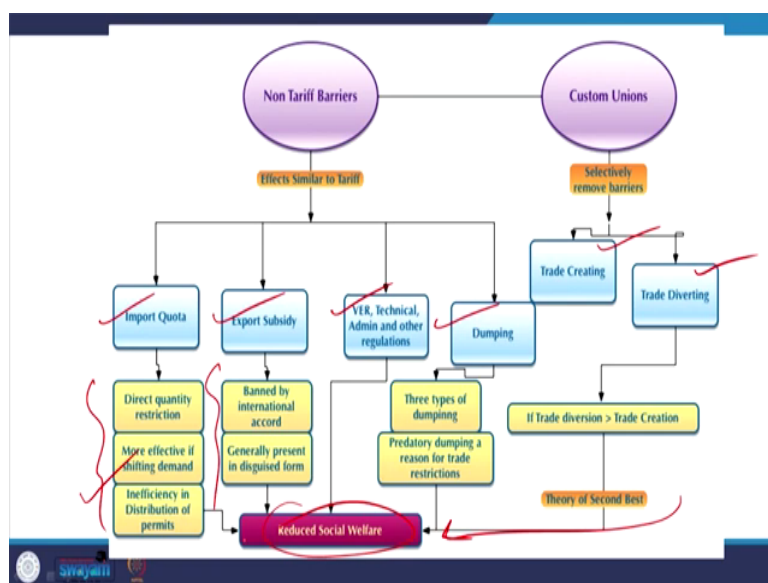 Non Tariff Barriers
Custom Unions
Effects Similar to Tariff
Selectively
remove barriers
Import Quota
Export Subsidy
VER, Technical,
Admin and other
regulations
Dumping
Trade Creating
Trade Diverting
Direct quantity
restriction
More effective if
shifting demand
Inefficiency in
Distribution of
permits
Banned by
international
accord
Generally present
in disguised form
Three types of
dumpinng
Predatory dumping a
reason for trade
restrictions
If Trade diversion > Trade Creation
Theory of Second Best
Reduced Social Welfare
swayam